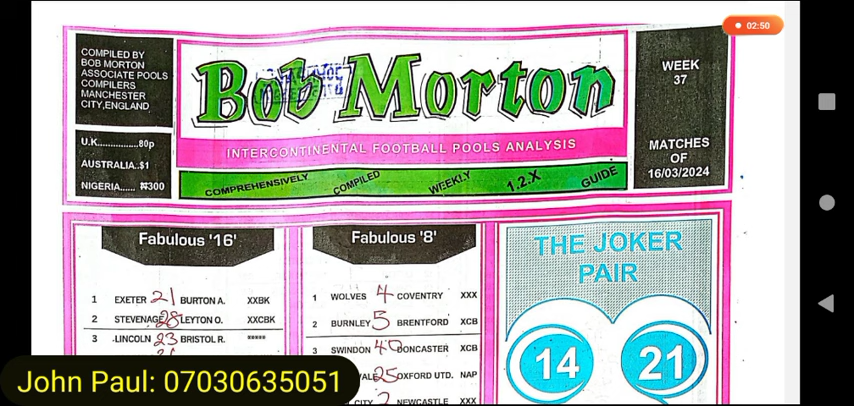 02:50
COMPILED BY
BOB MORTON
ASSOCIATE POOLS
COMPILERS
MANCHESTER
CITY,ENGLAND
U.K................80p
AUSTRALIA..$1
NIGERIA...... ₦300
Bob Morton
INTERCONTINENTAL FOOTBALL POOLS ANALYSIS
COMPREHENSIVELY COMPILED WEEKLY 1.2.X GUIDE
WEEK
37
MATCHES
OF
16/03/2024
Fabulous '16'
1 EXETER 21 BURTON A. XXBK
2 STEVENAGE 28 LEYTON O. XXCBK
3 .LINCOLN 23 BRISTOL R. *****
Fabulous '8'
1 WOLVES 4 COVENTRY XXX
2 BURNLEY 5 BRENTFORD XCB
3 SWINDON 40 DONCASTER XCB
VALE 25 OXFORD UTD. NAP
CITY 2 NEWCASTLE XXX
THE JOKER
PAIR
14 21
John Paul: 07030635051